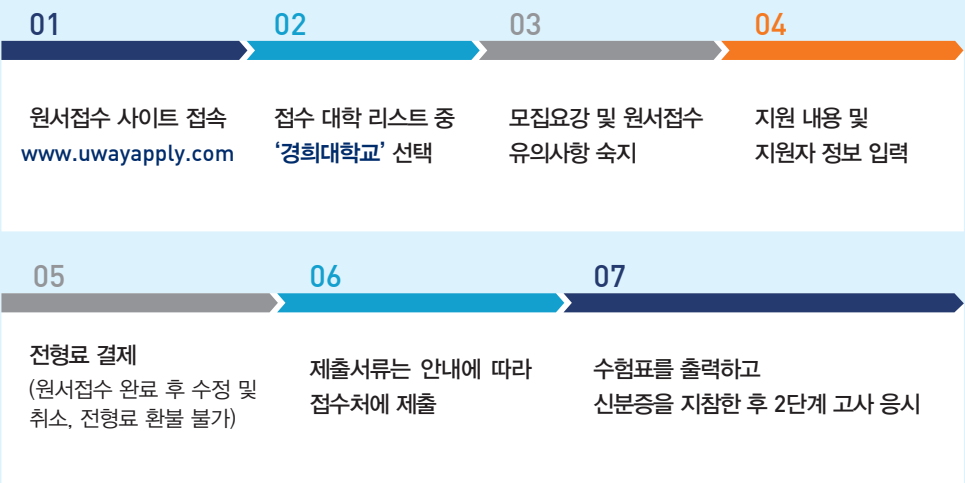 01
원서접수 사이트 접속
www.uwayapply.com
02
접수 대학 리스트 중
‘경희대학교’ 선택
03
모집요강 및 원서접수
유의사항 숙지
04
지원 내용 및
지원자 정보 입력
05
전형료 결제
(원서접수 완료 후 수정 및
취소, 전형료 환불 불가)
06
제출서류는 안내에 따라
접수처에 제출
07
수험표를 출력하고
신분증을 지참한 후 2단계 고사 응시